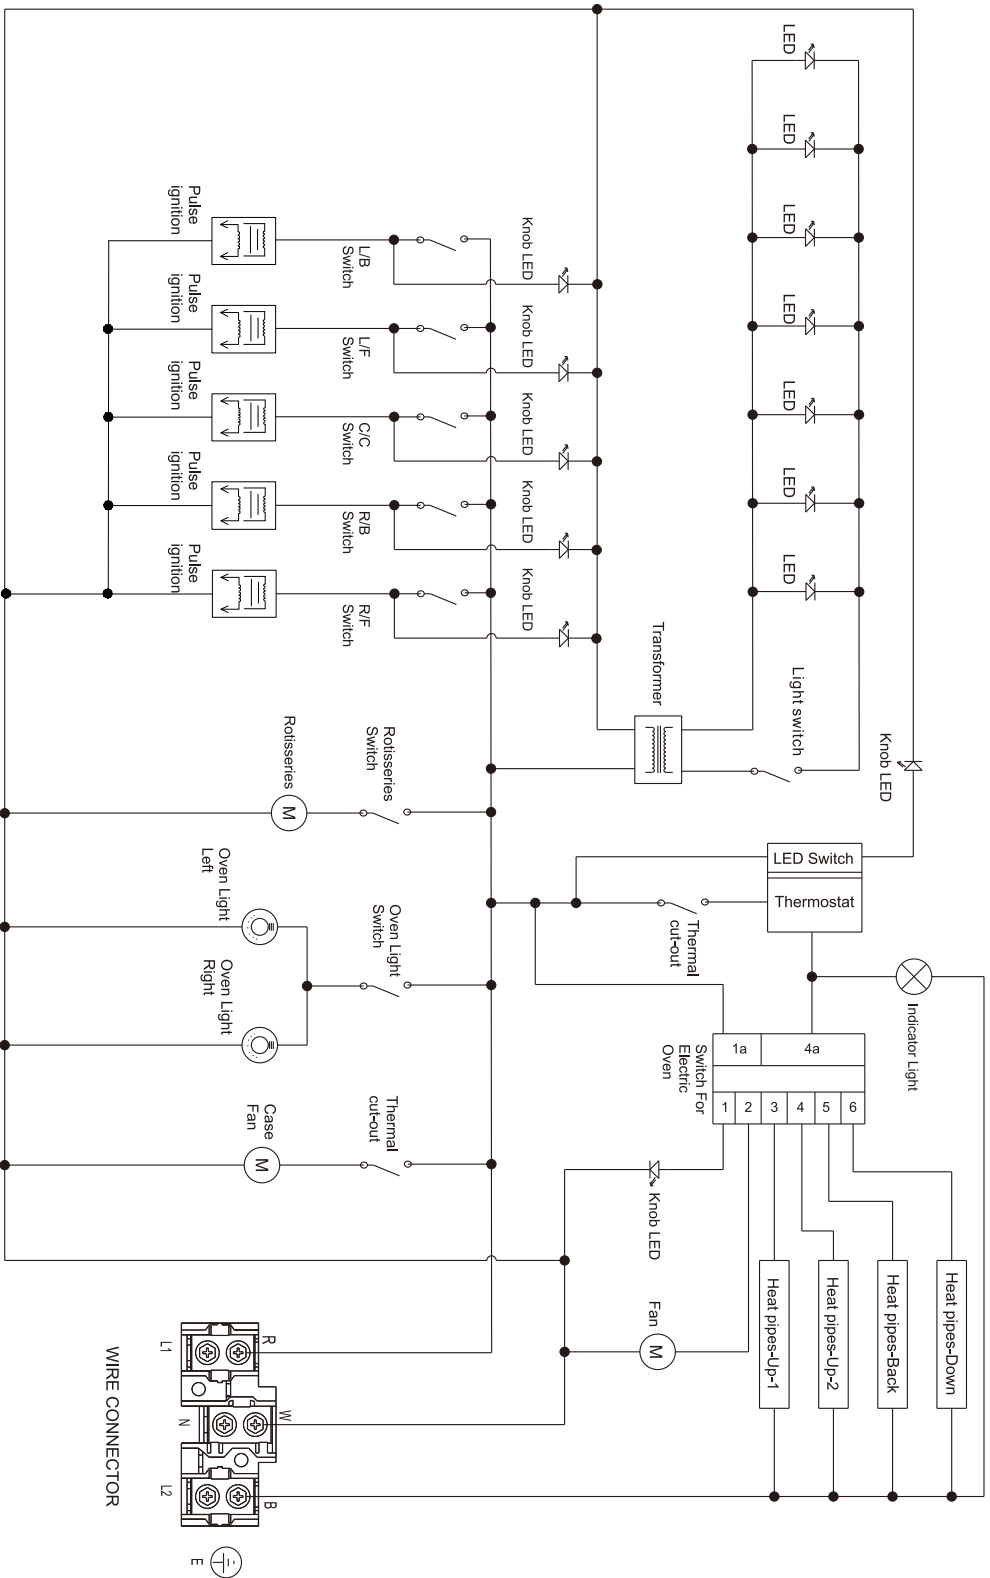 LED
LED
LED
LED
LED
LED
LED
Knob LED
Knob LED
Knob LED
Knob LED
Knob LED
Pulse
ignition
Pulse
ignition
Pulse
ignition
Pulse
ignition
Pulse
ignition
L/B
Switch
L/F
Switch
C/C
Switch
R/B
Switch
R/F
Switch
Transformer
Light switch
Knob LED
Rotisseries
Switch
Rotisseries
M
LED Switch
Thermostat
Thermal
cut-out
Indicator Light
Oven Light
Left
Oven Light
Right
Oven Light
Switch
1a
4a
1
2
3
4
5
6
Switch For
Electric
Oven
Case
Fan
M
Thermal
cut-out
Knob LED
Fan
M
Heat pipes-Up-1
Heat pipes-Up-2
Heat pipes-Back
Heat pipes-Down
R
L1
W
N
B
L2
WIRE CONNECTOR
E